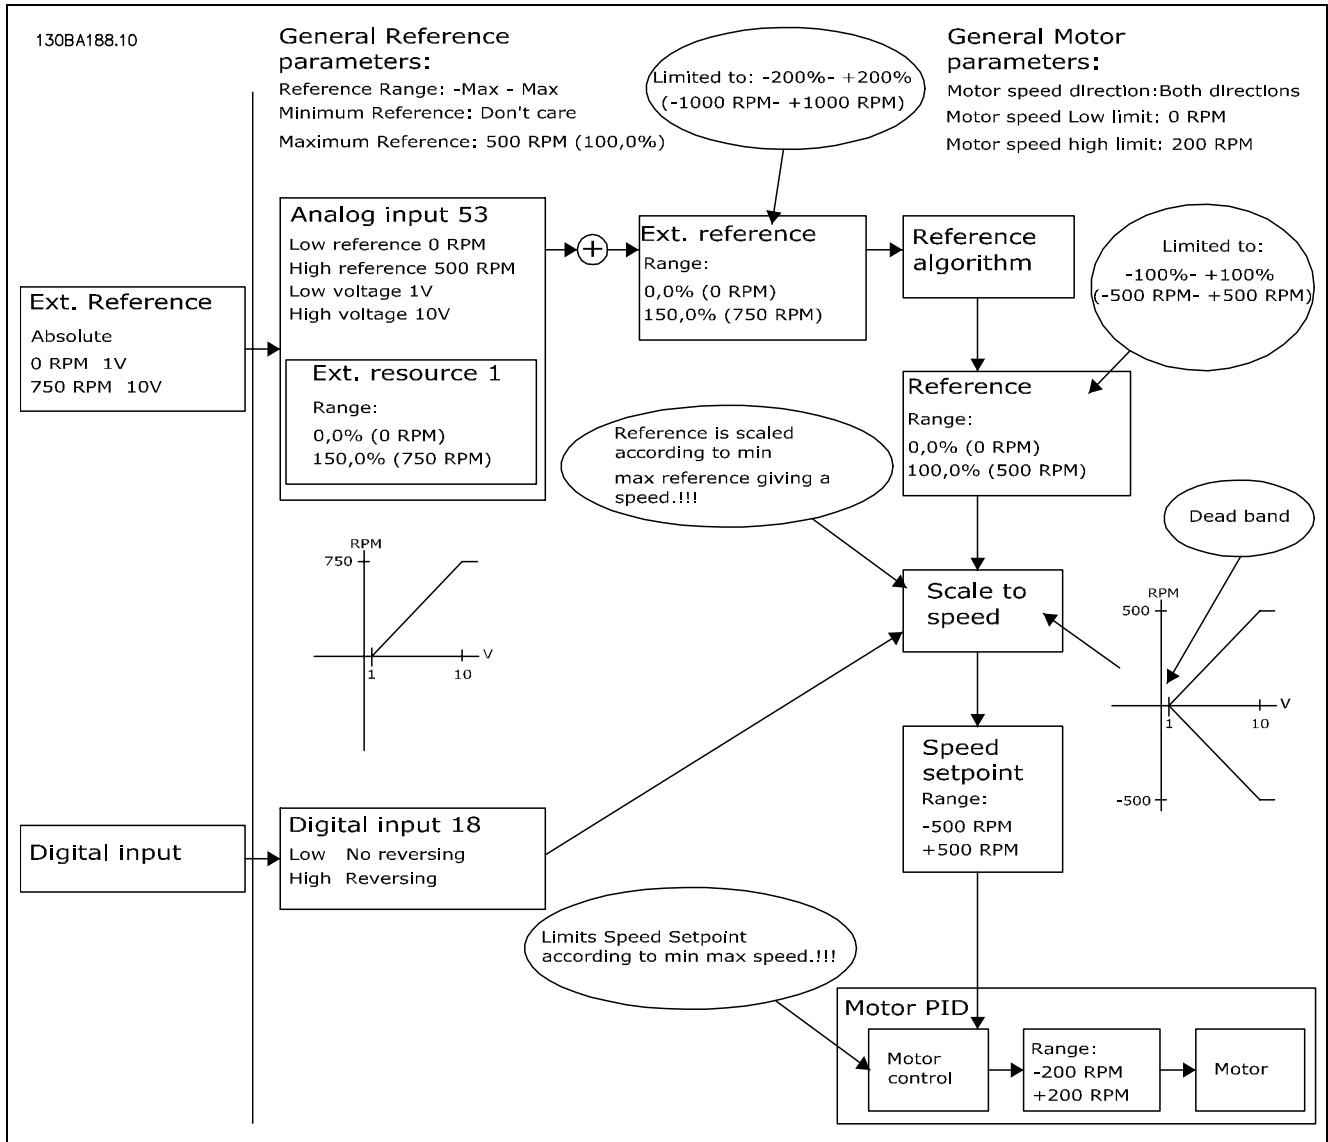 130BA188.10
General Reference
parameters:
Reference Range: -Max - Max
Minimum Reference: Don't care
Maximum Reference: 500 RPM (100,0%)
Limited to: -200%- +200%
(-1000 RPM- +1000 RPM)
General Motor
parameters:
Motor speed direction:Both directions
Motor speed Low limit: 0 RPM
Motor speed high limit: 200 RPM
Ext. Reference
Absolute
0 RPM 1V
750 RPM 10V
Analog input 53
Low reference 0 RPM
High reference 500 RPM
Low voltage 1V
High voltage 10V
Ext. resource 1
Range:
0,0% (0 RPM)
150,0% (750 RPM)
+
Ext. reference
Range:
0,0% (0 RPM)
150,0% (750 RPM)
Reference
algorithm
Limited to:
-100%- +100%
(-500 RPM- +500 RPM)
Reference
Range:
0,0% (0 RPM)
100,0% (500 RPM)
Reference is scaled
according to min
max reference giving a
speed.!!!
Dead band
RPM
750
V
1
10
Scale to
speed
RPM
500
V
1
10
-500
Speed
setpoint
Range:
-500 RPM
+500 RPM
Digital input
Digital input 18
Low No reversing
High Reversing
Limits Speed Setpoint
according to min max speed.!!!
Motor PID
Motor
control
Range:
-200 RPM
+200 RPM
Motor